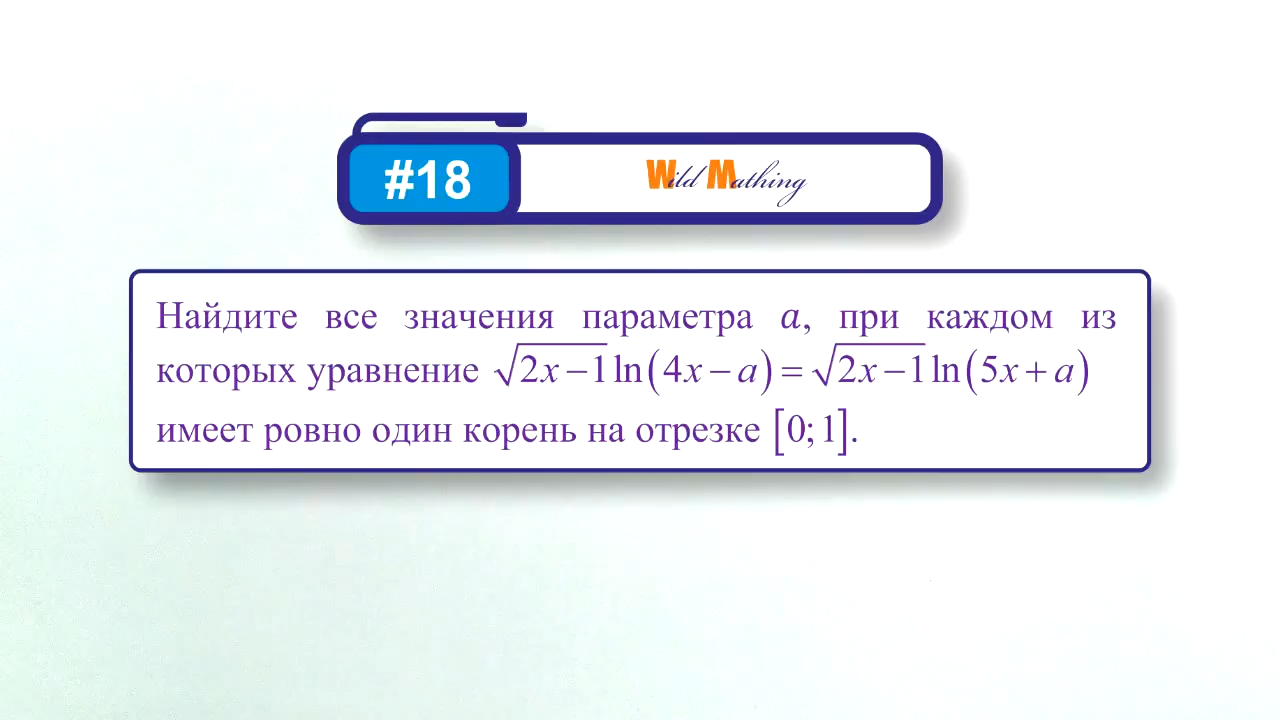 #18 Wild Mathing
Найдите все значения параметра a, при каждом из
которых уравнение √2x−1 ln(4x−a)=√2x−1 ln(5x+a)
имеет ровно один корень на отрезке [0;1].